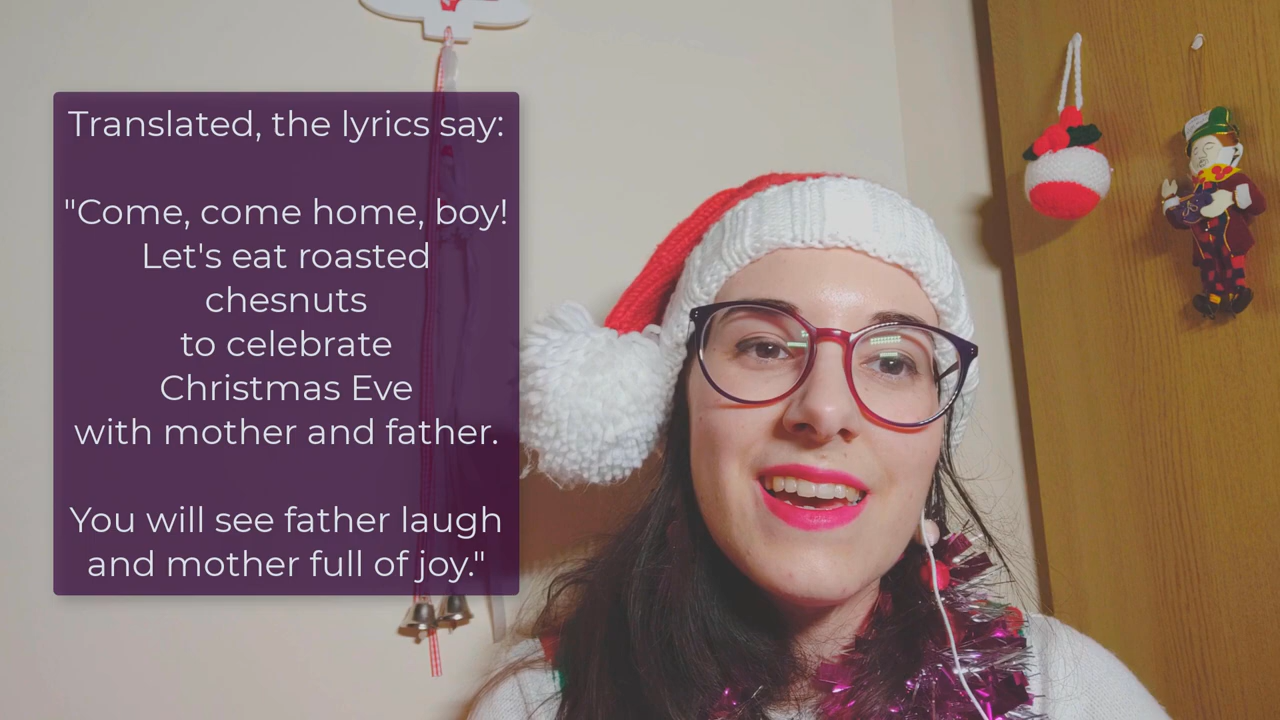 Translated, the lyrics say:
"Come, come home, boy!
Let's eat roasted
chesnuts
to celebrate
Christmas Eve
with mother and father.
You will see father laugh
and mother full of joy."